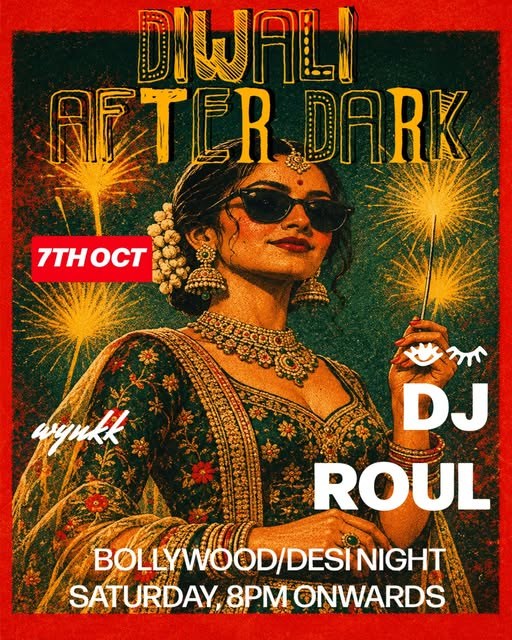 DIWALI
AFTER DARK
7TH OCT
wynkk
DJ
ROUL
BOLLYWOOD/DESI NIGHT
SATURDAY, 8PM ONWARDS